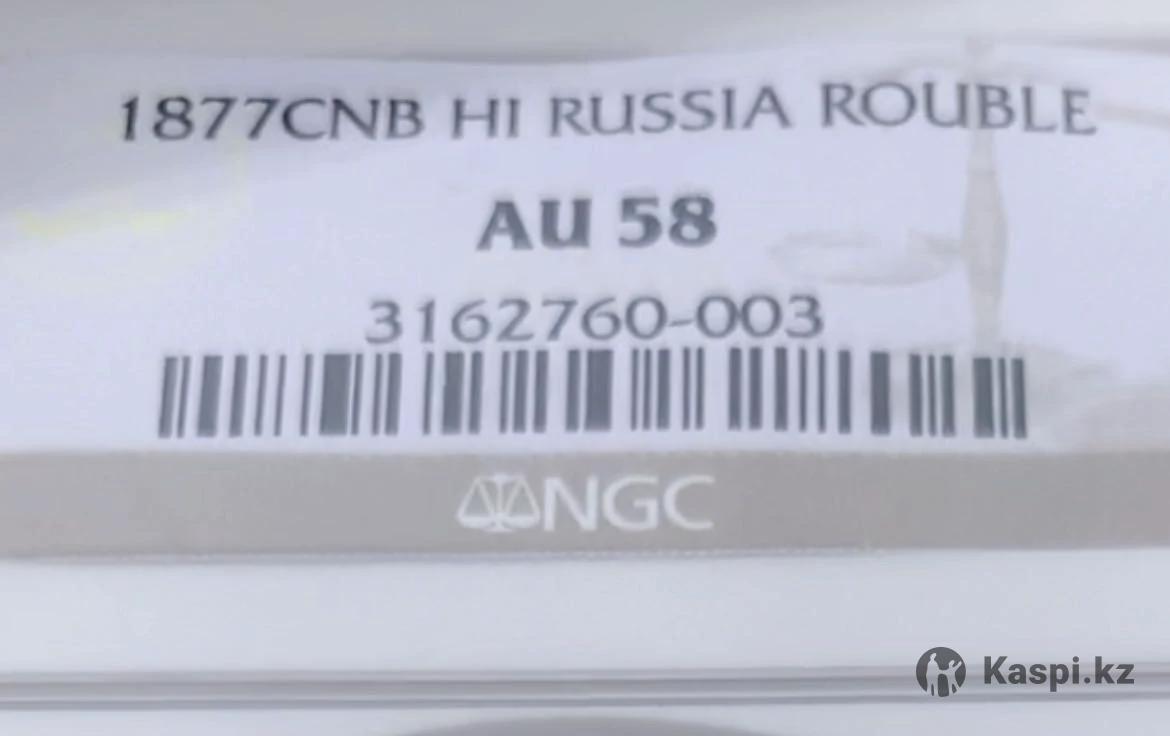 1877CNB HI RUSSIA ROUBLE
AU 58
3162760-003
NGC
Kaspi.kz